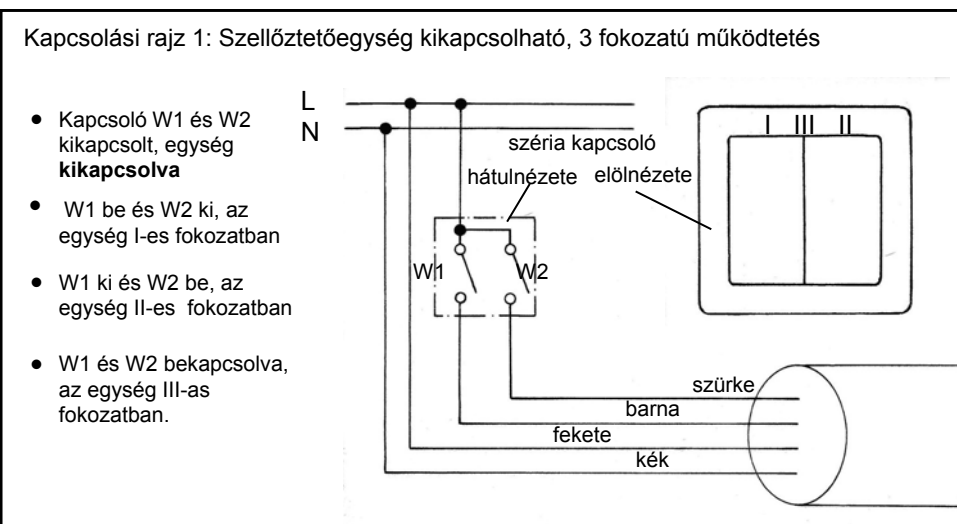 Kapcsolási rajz 1: Szellőztetőegység kikapcsolható, 3 fokozatú működtetés
• Kapcsoló W1 és W2
kikapcsolt, egység
kikapcsolva
• W1 be és W2 ki, az
egység I-es fokozatban
• W1 ki és W2 be, az
egység II-es fokozatban
• W1 és W2 bekapcsolva,
az egység III-as
fokozatban.
L
N
széria kapcsoló
hátulnézete elölnézete
I III II
W1 W2
szürke
barna
fekete
kék